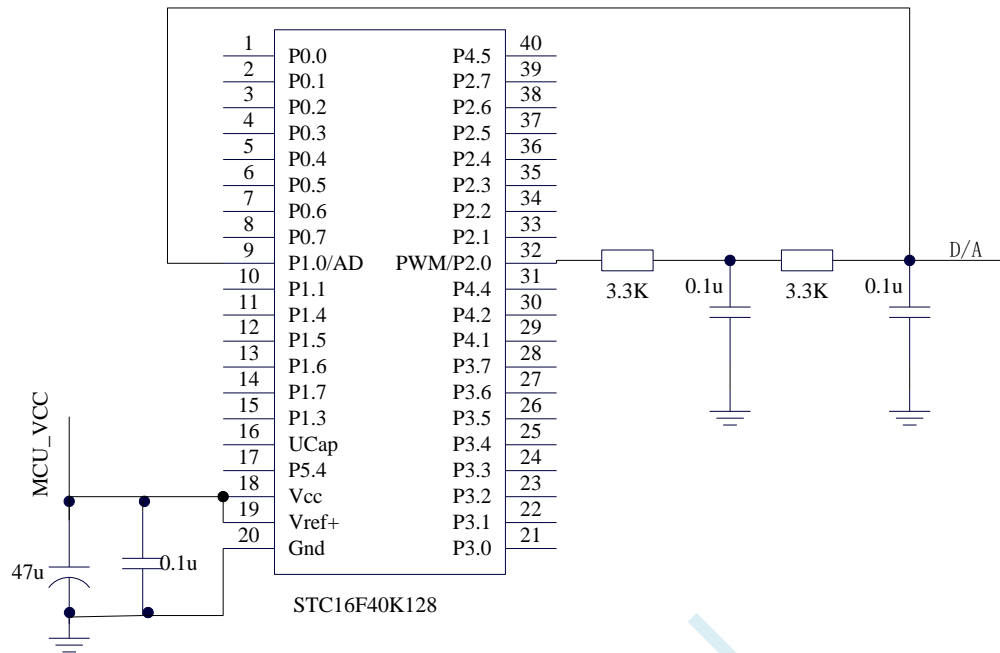 1 P0.0 P4.5 40
2 P0.1 P2.7 39
3 P0.2 P2.6 38
4 P0.3 P2.5 37
5 P0.4 P2.4 36
6 P0.5 P2.3 35
7 P0.6 P2.2 34
8 P0.7 P2.1 33
9 P1.0/AD PWM/P2.0 32
D/A
3.3K
0.1u
3.3K
0.1u
10 P1.1 P4.4 31
11 P1.4 P4.2 30
12 P1.5 P4.1 29
13 P1.6 P3.7 28
14 P1.7 P3.6 27
15 P1.3 P3.5 26
16 UCap P3.4 25
17 P5.4 P3.3 24
18 Vcc P3.2 23
19 Vref+ P3.1 22
20 Gnd P3.0 21
MCU_VCC
47u
0.1u
STC16F40K128